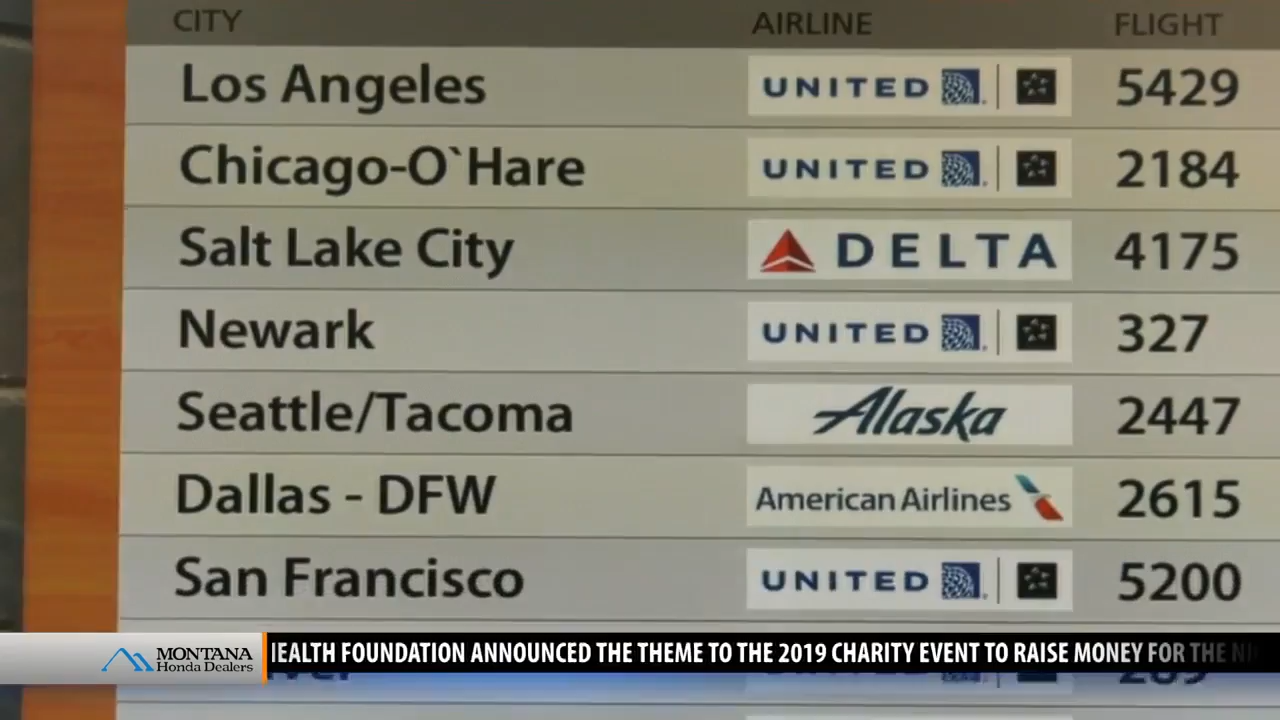 CITY AIRLINE FLIGHT
Los Angeles UNITED 5429
Chicago-O`Hare UNITED 2184
Salt Lake City DELTA 4175
Newark UNITED 327
Seattle/Tacoma Alaska 2447
Dallas - DFW American Airlines 2615
San Francisco UNITED 5200
MONTANA
Honda Dealers
FOUNDATION ANNOUNCED THE THEME TO THE 2019 CHARITY EVENT TO RAISE MONEY FOR THE